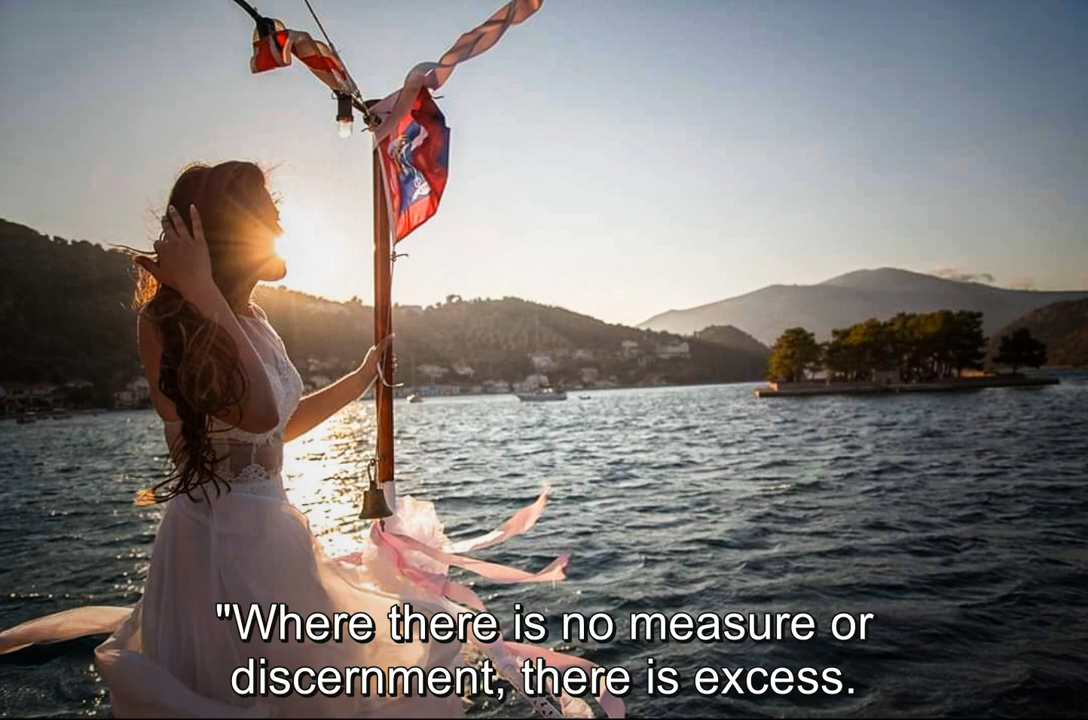 "Where there is no measure or
discernment, there is excess.